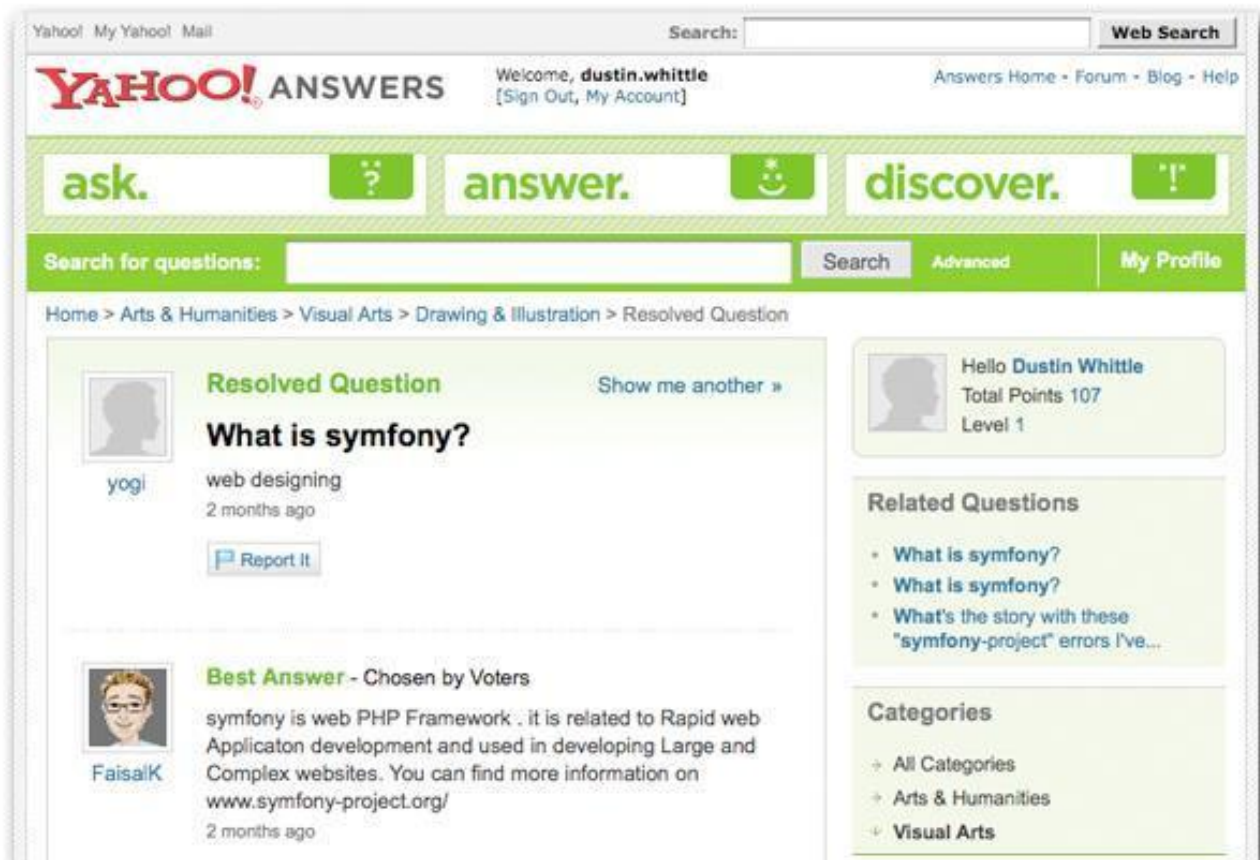 Yahoo! My Yahoo! Mail
Search:
Web Search
YAHOO! ANSWERS
Welcome, dustin.whittle
[Sign Out, My Account]
Answers Home - Forum - Blog - Help
ask.
?
answer.
discover.
"!"
Search for questions:
Search
Advanced
My Profile
Home > Arts & Humanities > Visual Arts > Drawing & Illustration > Resolved Question
yogi
Resolved Question
Show me another »
What is symfony?
web designing
2 months ago
Report It
FaisalK
Best Answer - Chosen by Voters
symfony is web PHP Framework . it is related to Rapid web
Applicaton development and used in developing Large and
Complex websites. You can find more information on
www.symfony-project.org/
2 months ago
Hello Dustin Whittle
Total Points 107
Level 1
Related Questions
What is symfony?
What is symfony?
What's the story with these
"symfony-project" errors I've...
Categories
All Categories
Arts & Humanities
Visual Arts